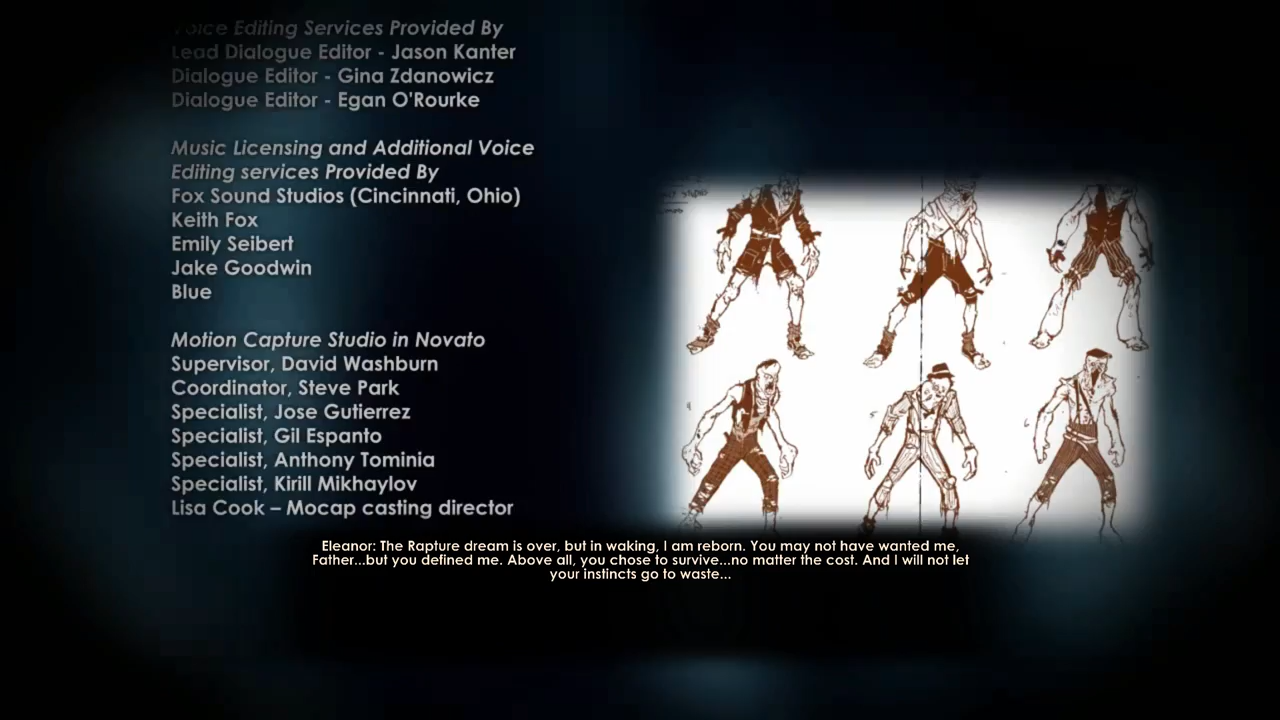 Voice Editing Services Provided By
Lead Dialogue Editor - Jason Kanter
Dialogue Editor - Gina Zdanowicz
Dialogue Editor - Egan O'Rourke
Music Licensing and Additional Voice
Editing services Provided By
Fox Sound Studios (Cincinnati, Ohio)
Keith Fox
Emily Seibert
Jake Goodwin
Blue
Motion Capture Studio in Novato
Supervisor, David Washburn
Coordinator, Steve Park
Specialist, Jose Gutierrez
Specialist, Gil Espanto
Specialist, Anthony Tominia
Specialist, Kirill Mikhaylov
Lisa Cook – Mocap casting director
Eleanor: The Rapture dream is over, but in waking, I am reborn. You may not have wanted me,
Father...but you defined me. Above all, you chose to survive...no matter the cost. And I will not let
your instincts go to waste...